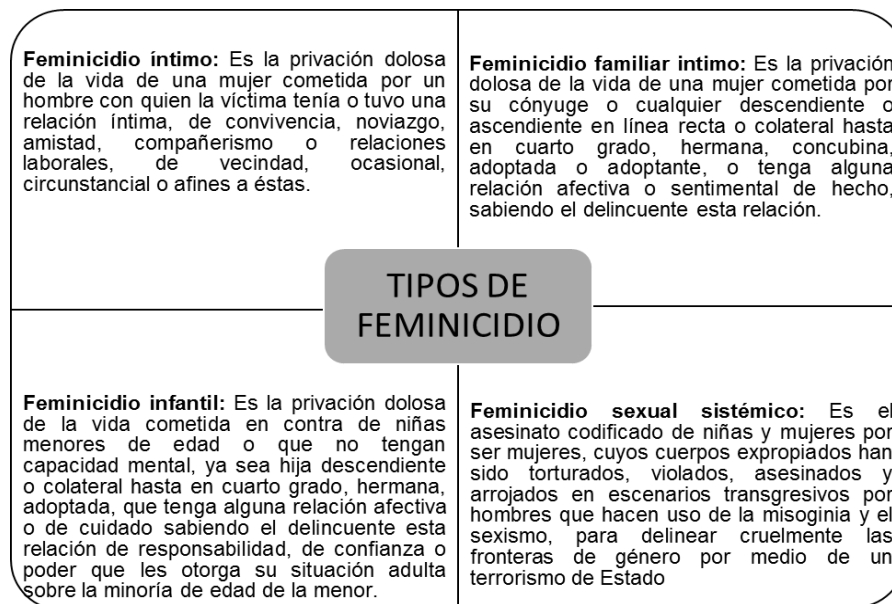 Feminicidio íntimo: Es la privación dolosa
de la vida de una mujer cometida por un
hombre con quien la víctima tenía o tuvo una
relación íntima, de convivencia, noviazgo,
amistad, compañerismo o relaciones
laborales, de vecindad, ocasional,
circunstancial o afines a éstas.
Feminicidio familiar intimo: Es la privación
dolosa de la vida de una mujer cometida por
su cónyuge o cualquier descendiente o
ascendiente en línea recta o colateral hasta
en cuarto grado, hermana, concubina,
adoptada o adoptante, o tenga alguna
relación afectiva o sentimental de hecho,
sabiendo el delincuente esta relación.
TIPOS DE
FEMINICIDIO
Feminicidio infantil: Es la privación dolosa
de la vida cometida en contra de niñas
menores de edad o que no tengan
capacidad mental, ya sea hija descendiente
o colateral hasta en cuarto grado, hermana,
adoptada, que tenga alguna relación afectiva
o de cuidado sabiendo el delincuente esta
relación de responsabilidad, de confianza o
poder que les otorga su situación adulta
sobre la minoría de edad de la menor.
Feminicidio sexual sistémico: Es el
asesinato codificado de niñas y mujeres por
ser mujeres, cuyos cuerpos expropiados han
sido torturados, violados, asesinados y
arrojados en escenarios transgresivos por
hombres que hacen uso de la misoginia y el
sexismo, para delinear cruelmente las
fronteras de género por medio de un
terrorismo de Estado